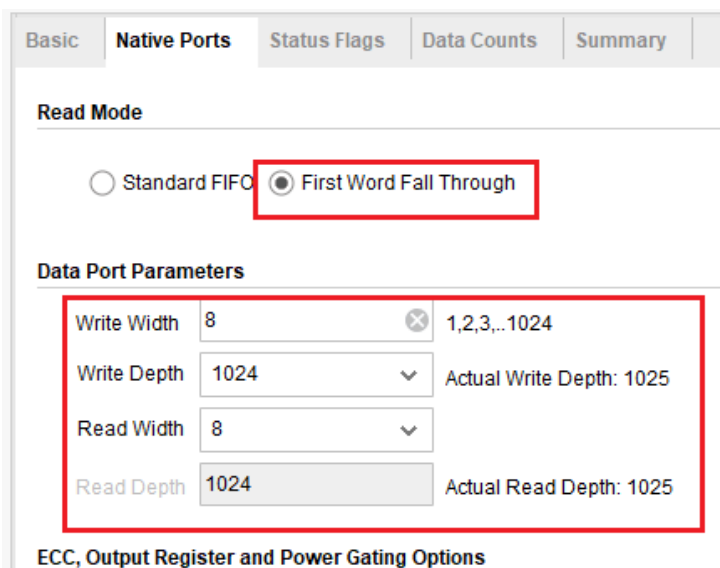 Basic Native Ports Status Flags Data Counts Summary
Read Mode
Standard FIFO First Word Fall Through
Data Port Parameters
Write Width 8 1,2,3,..1024
Write Depth 1024 Actual Write Depth: 1025
Read Width 8
Read Depth 1024 Actual Read Depth: 1025
ECC, Output Register and Power Gating Options